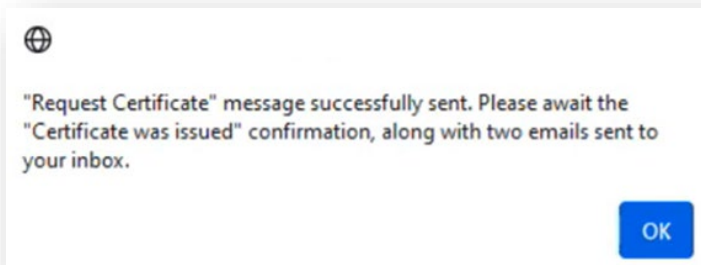 "Request Certificate" message successfully sent. Please await the
"Certificate was issued" confirmation, along with two emails sent to
your inbox.
OK